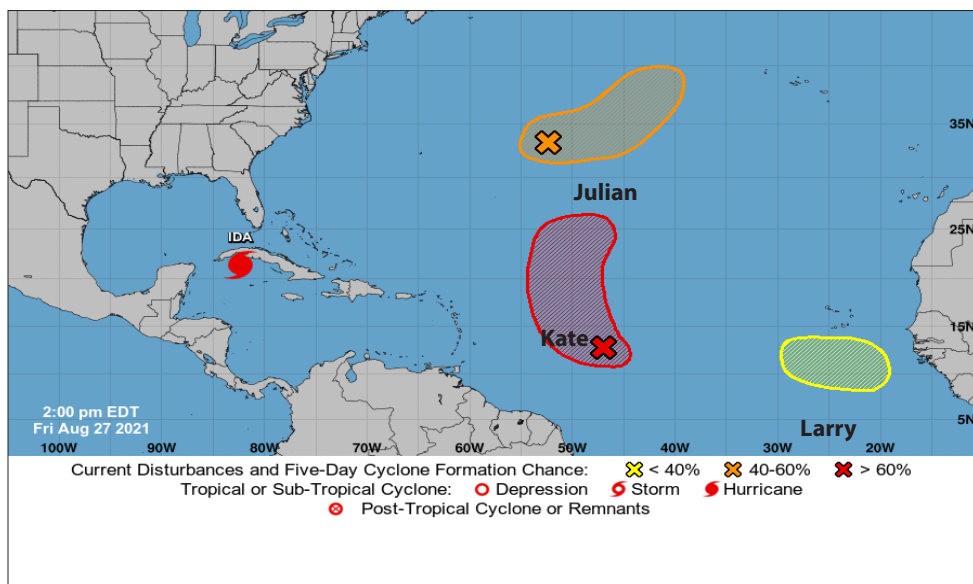 35N
Julian
IDA
25N
Kate
15N
Larry
5N
2:00 pm EDT
Fri Aug 27 2021
100W 90W 80W 70W 60W 50W 40W 30W 20W
Current Disturbances and Five-Day Cyclone Formation Chance: < 40% 40-60% > 60%
Tropical or Sub-Tropical Cyclone: Depression Storm Hurricane
Post-Tropical Cyclone or Remnants